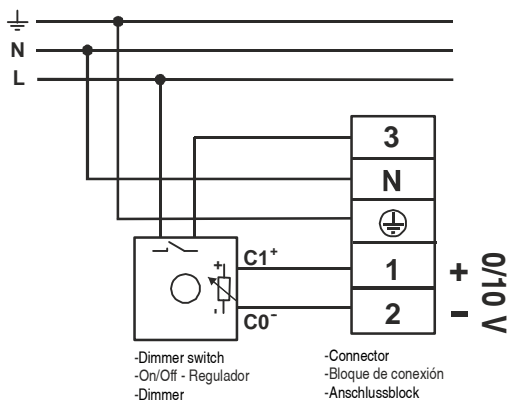 N
L
3
N
1
2
C1+
C0-
+
-
+
-
0/10 V
-Dimmer switch
-On/Off - Regulador
-Dimmer
-Connector
-Bloque de conexión
-Anschlussblock